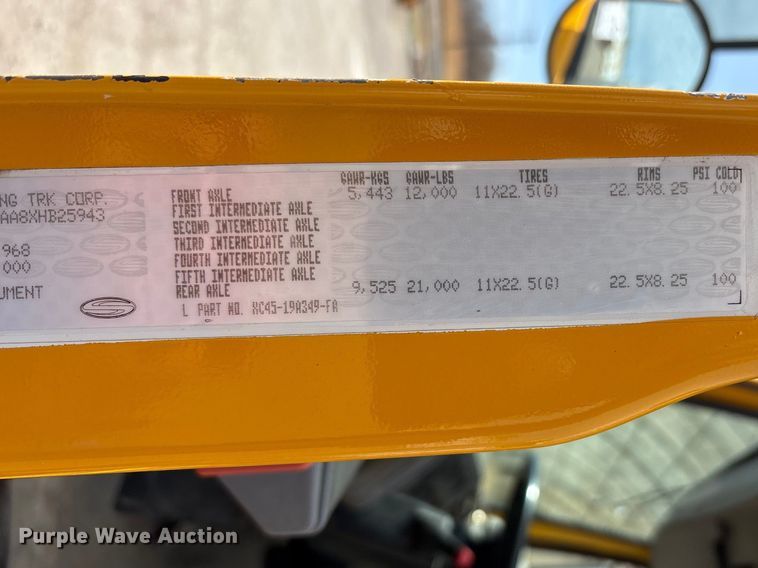 GAWR-KGS GAWR-LBS TIRES RIMS PSI COLD
NG TRK CORP. FRONT AXLE 5,443 12,000 11X22.5(G) 22.5X8.25 100
AA8XHB25943 FIRST INTERMEDIATE AXLE
SECOND INTERMEDIATE AXLE
968 THIRD INTERMEDIATE AXLE
000 FOURTH INTERMEDIATE AXLE
FIFTH INTERMEDIATE AXLE
UMENT REAR AXLE 9,525 21,000 11X22.5(G) 22.5X8.25 100
S L PART NO. XC45-19A349-FA
Purple Wave Auction